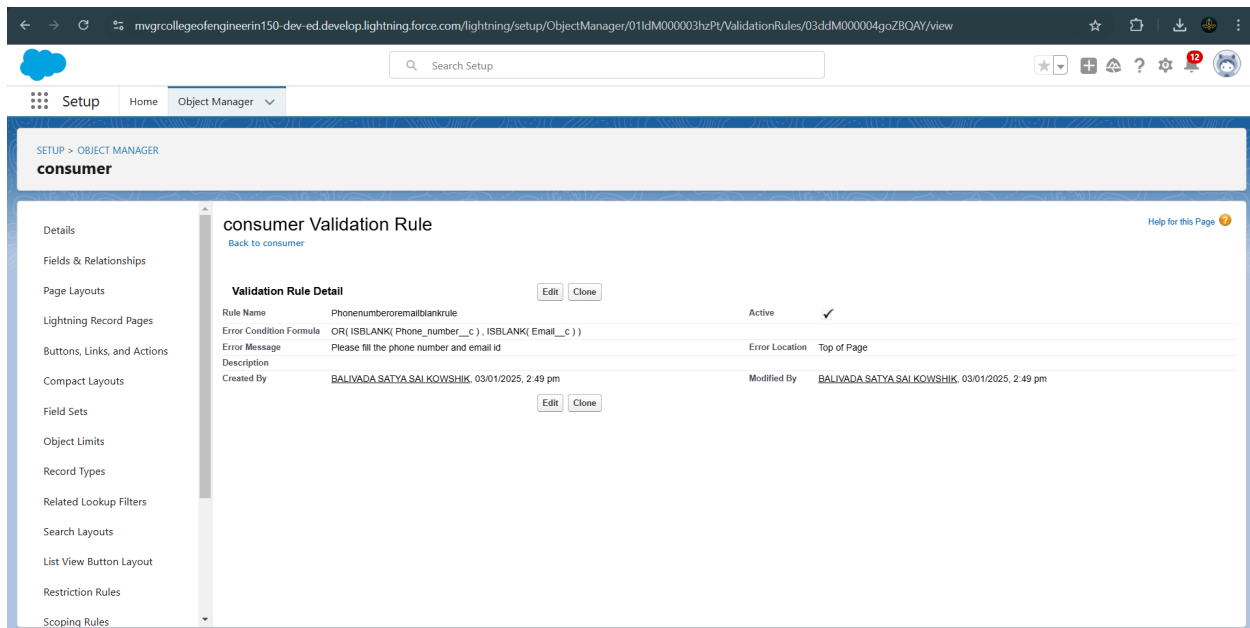 mvgrcollegeofengineerin150-dev-ed.develop.lightning.force.com/lightning/setup/ObjectManager/01IdM000003hzPt/ValidationRules/03ddM000004goZBQAY/view
Search Setup
12
Setup Home Object Manager
SETUP > OBJECT MANAGER
consumer
Details
Fields & Relationships
Page Layouts
Lightning Record Pages
Buttons, Links, and Actions
Compact Layouts
Field Sets
Object Limits
Record Types
Related Lookup Filters
Search Layouts
List View Button Layout
Restriction Rules
Scoping Rules
consumer Validation Rule
Help for this Page ?
Back to consumer
Validation Rule Detail Edit Clone
Rule Name Phonenumberoremailblankrule Active ✓
Error Condition Formula OR( ISBLANK( Phone_number__c ) , ISBLANK( Email__c ) )
Error Message Please fill the phone number and email id Error Location Top of Page
Description
Created By BALIVADA SATYA SAI KOWSHIK, 03/01/2025, 2:49 pm Modified By BALIVADA SATYA SAI KOWSHIK, 03/01/2025, 2:49 pm
Edit Clone